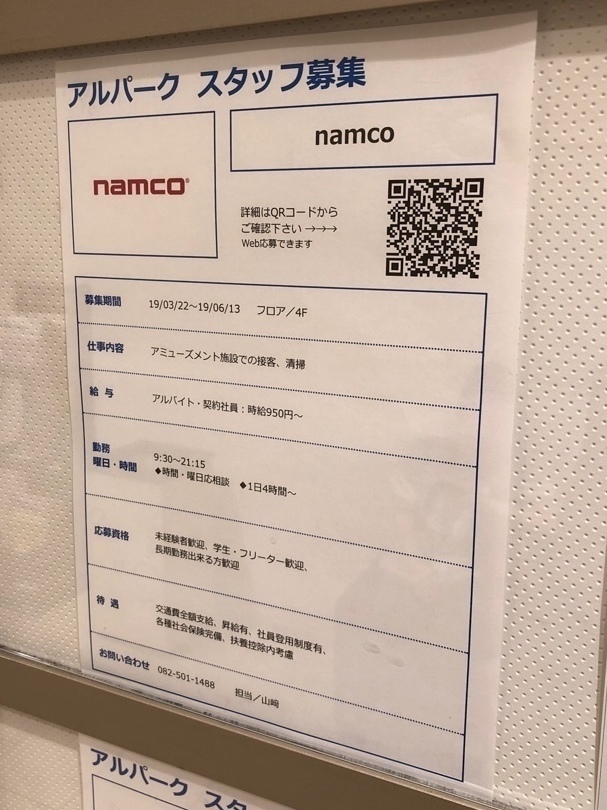 アルパーク スタッフ募集
namco
namco
詳細はQRコードから
ご確認下さい →→→
Web応募できます
募集期間 19/03/22～19/06/13 フロア／4F
仕事内容 アミューズメント施設での接客、清掃
給 与 アルバイト・契約社員：時給950円～
勤務
曜日・時間
9:30～21:15
◆時間・曜日応相談 ◆1日4時間～
応募資格
未経験者歓迎、学生・フリーター歓迎、
長期勤務出来る方歓迎
待 遇
交通費全額支給、昇給有、社員登用制度有、
各種社会保険完備、扶養控除内考慮
お問い合わせ 082-501-1488 担当／山﨑
アルパーク スタ